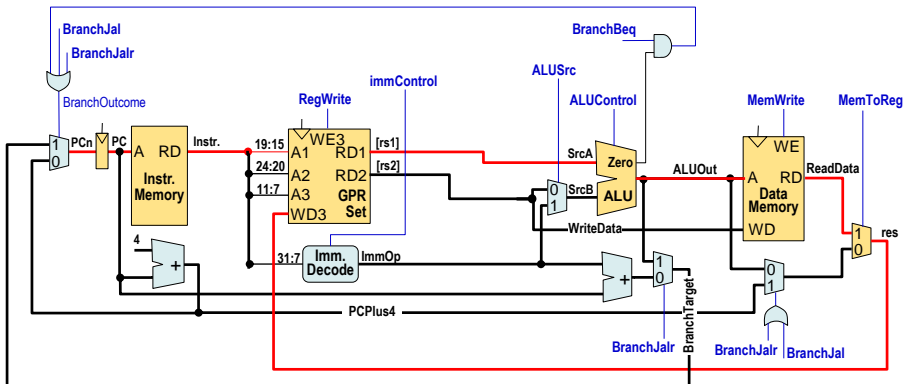 BranchJal
BranchJalr
BranchBeq
ALUSrc
immControl
BranchOutcome
RegWrite
ALUControl
MemWrite
MemToReg
1
0
PCn
PC
A RD
Instr.
Instr.
Memory
19:15
24:20
11:7
WE3
A1
RD1
A2
RD2
A3
GPR
Set
WD3
[rs1]
[rs2]
SrcA
Zero
0
1
SrcB
ALU
ALUOut
WE
A
RD
Data
Memory
WD
ReadData
1
0
res
WriteData
4
+
31:7
Imm.
Decode
ImmOp
+
1
0
0
1
PCPlus4
BranchTarget
BranchJalr
BranchJalr
BranchJal